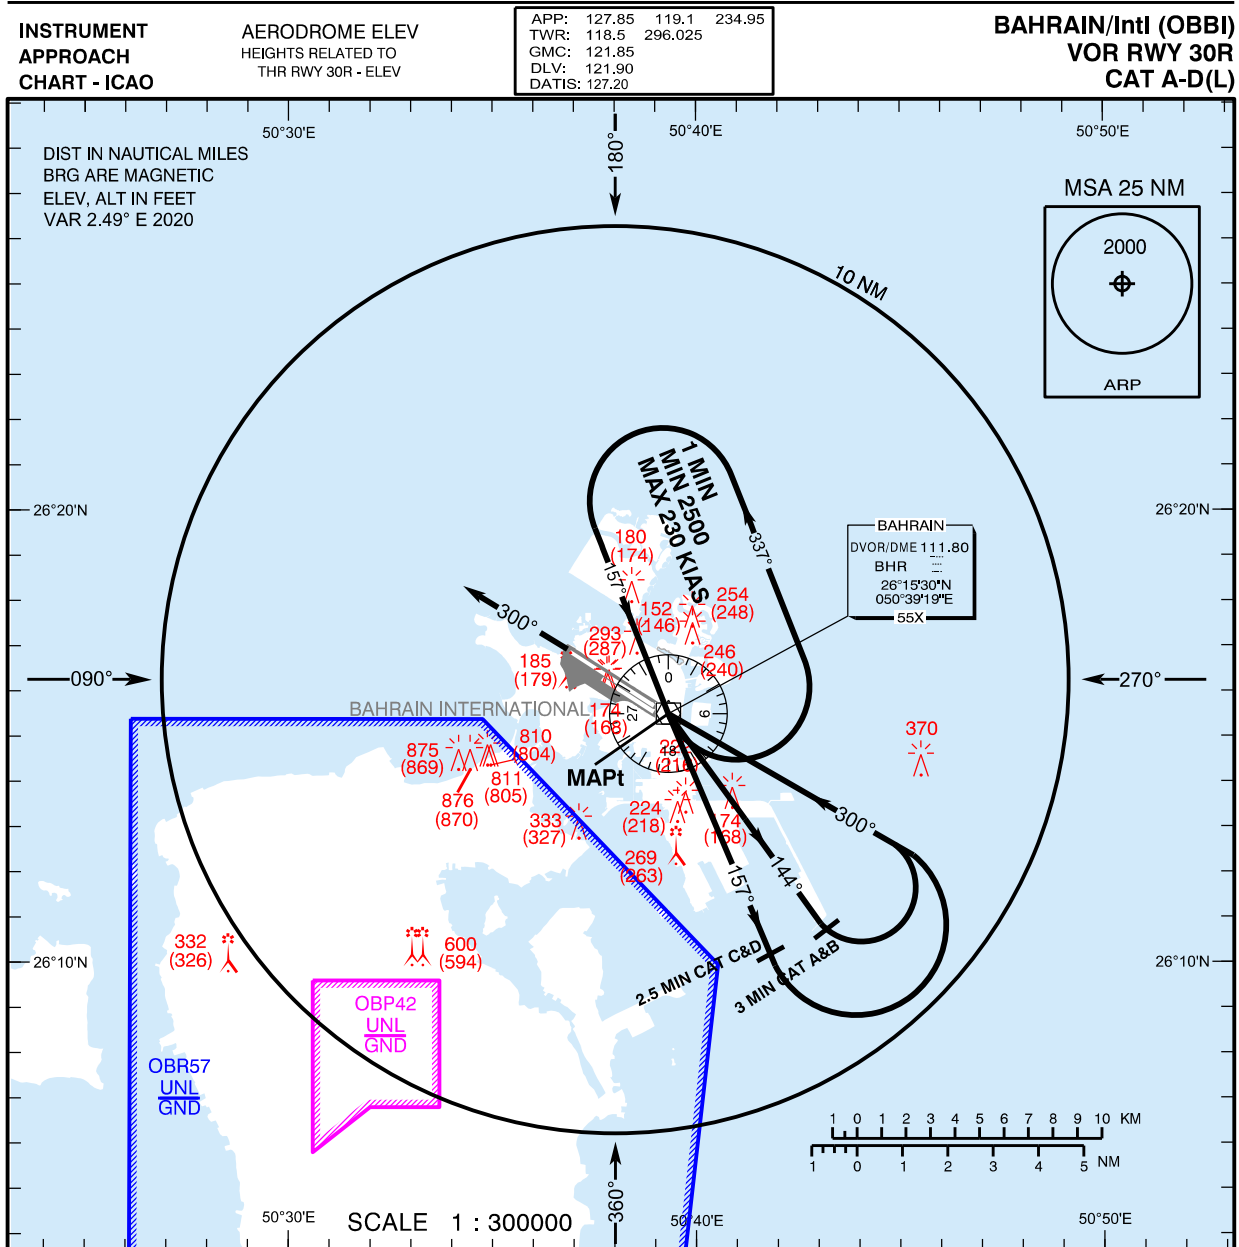 INSTRUMENT
APPROACH
CHART - ICAO
AERODROME ELEV
HEIGHTS RELATED TO
THR RWY 30R - ELEV
APP: 127.85 119.1 234.95
TWR: 118.5 296.025
GMC: 121.85
DLV: 121.90
DATIS: 127.20
BAHRAIN/Intl (OBBI)
VOR RWY 30R
CAT A-D(L)
50°30'E
50°40'E
50°50'E
DIST IN NAUTICAL MILES
BRG ARE MAGNETIC
ELEV, ALT IN FEET
VAR 2.49° E 2020
180°
MSA 25 NM
2000
ARP
10 NM
1 MIN
MIN 2500
MAX 230 KIAS
26°20'N
26°20'N
BAHRAIN
DVOR/DME 111.80
BHR
26°15'30"N
050°39'19"E
55X
180
(174)
337°
157°
254
(248)
152
(146)
300°
293
(287)
246
(240)
185
(179)
090°
270°
0
9
18
27
BAHRAIN INTERNATIONAL
174
(168)
370
875
(869)
810
(804)
811
(805)
876
(870)
MAPt
224
(218)
174
(168)
333
(327)
300°
269
(263)
144°
157°
332
(326)
600
(594)
26°10'N
26°10'N
2.5 MIN CAT C&D
3 MIN CAT A&B
OBP42
UNL
GND
OBR57
UNL
GND
1 0 1 2 3 4 5 6 7 8 9 10 KM
1 0 1 2 3 4 5 NM
360°
50°30'E
SCALE 1 : 300000
50°40'E
50°50'E